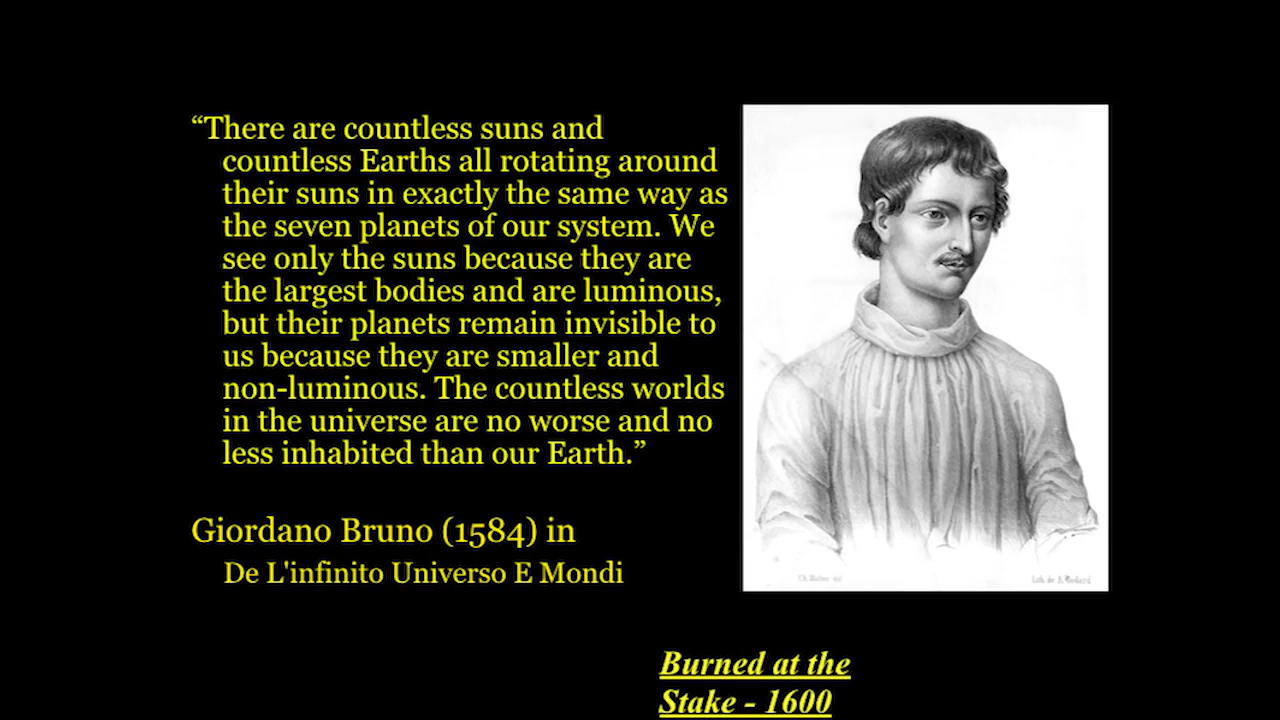 “There are countless suns and
countless Earths all rotating around
their suns in exactly the same way as
the seven planets of our system. We
see only the suns because they are
the largest bodies and are luminous,
but their planets remain invisible to
us because they are smaller and
non-luminous. The countless worlds
in the universe are no worse and no
less inhabited than our Earth.”
Giordano Bruno (1584) in
De L'infinito Universo E Mondi
Burned at the
Stake - 1600